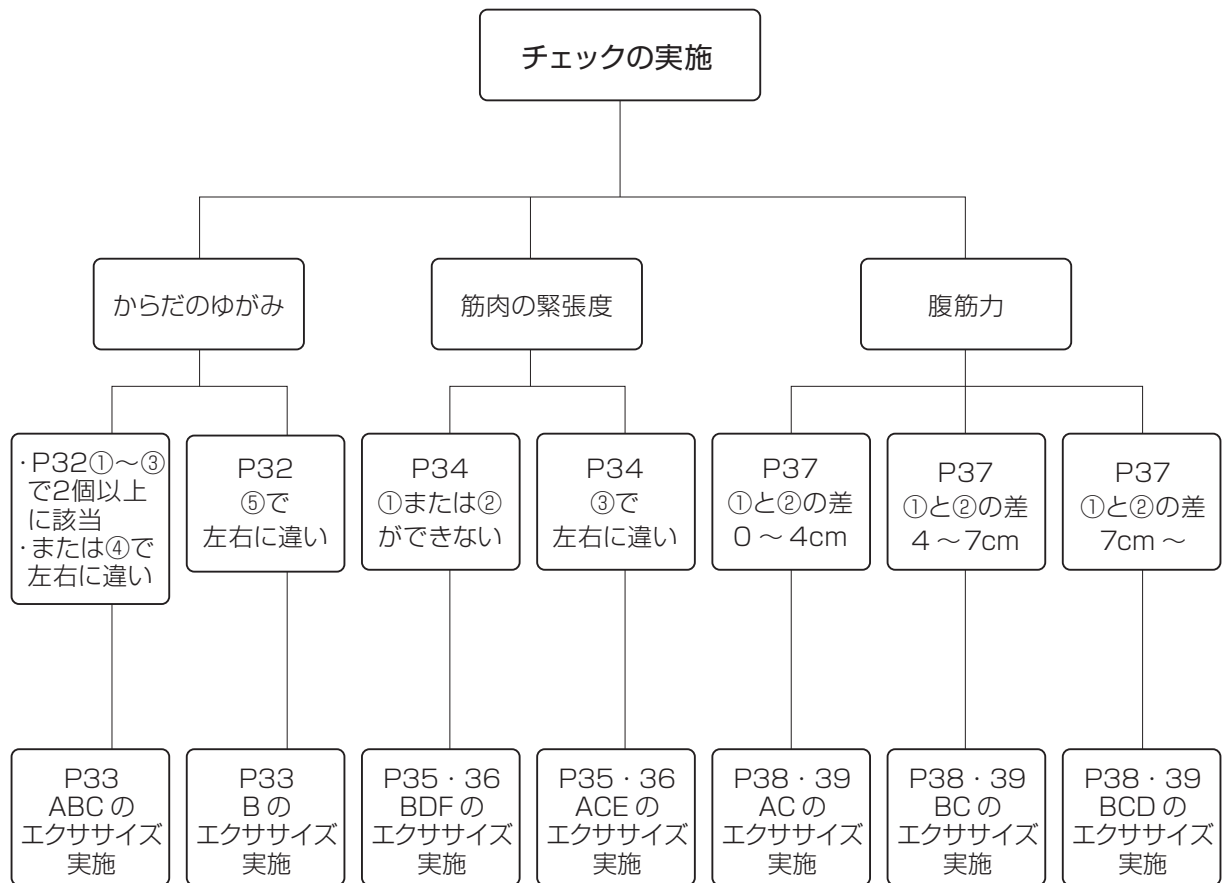 チェックの実施
からだのゆがみ
筋肉の緊張度
腹筋力
・P32①～③
で2個以上
に該当
・または④で
左右に違い
P32
⑤で
左右に違い
P34
①または②
ができない
P34
③で
左右に違い
P37
①と②の差
0～4cm
P37
①と②の差
4～7cm
P37
①と②の差
7cm～
P33
ABCの
エクササイズ
実施
P33
Bの
エクササイズ
実施
P35・36
BDFの
エクササイズ
実施
P35・36
ACEの
エクササイズ
実施
P38・39
ACの
エクササイズ
実施
P38・39
BCの
エクササイズ
実施
P38・39
BCDの
エクササイズ
実施